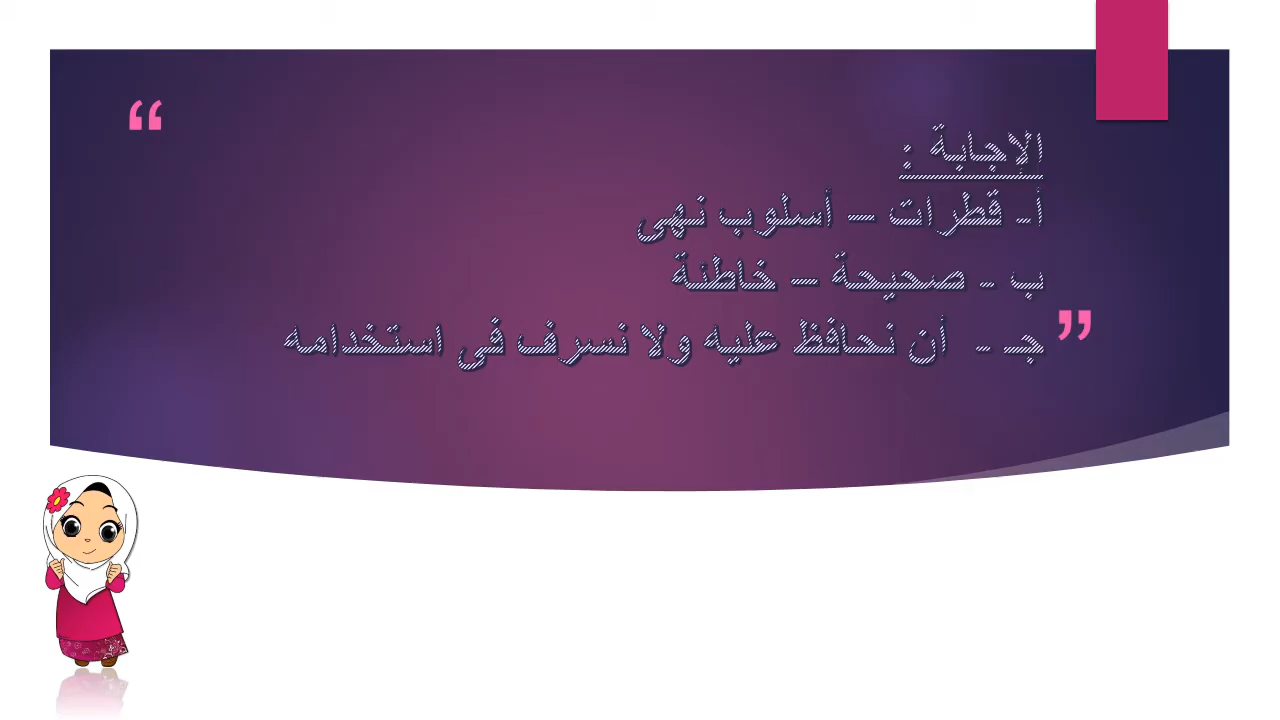 الاجابة :
أ- قطرات – أسلوب نهى
ب - صحيحة – خاطئة
جـ - أن نحافظ عليه ولا نسرف فى استخدامه